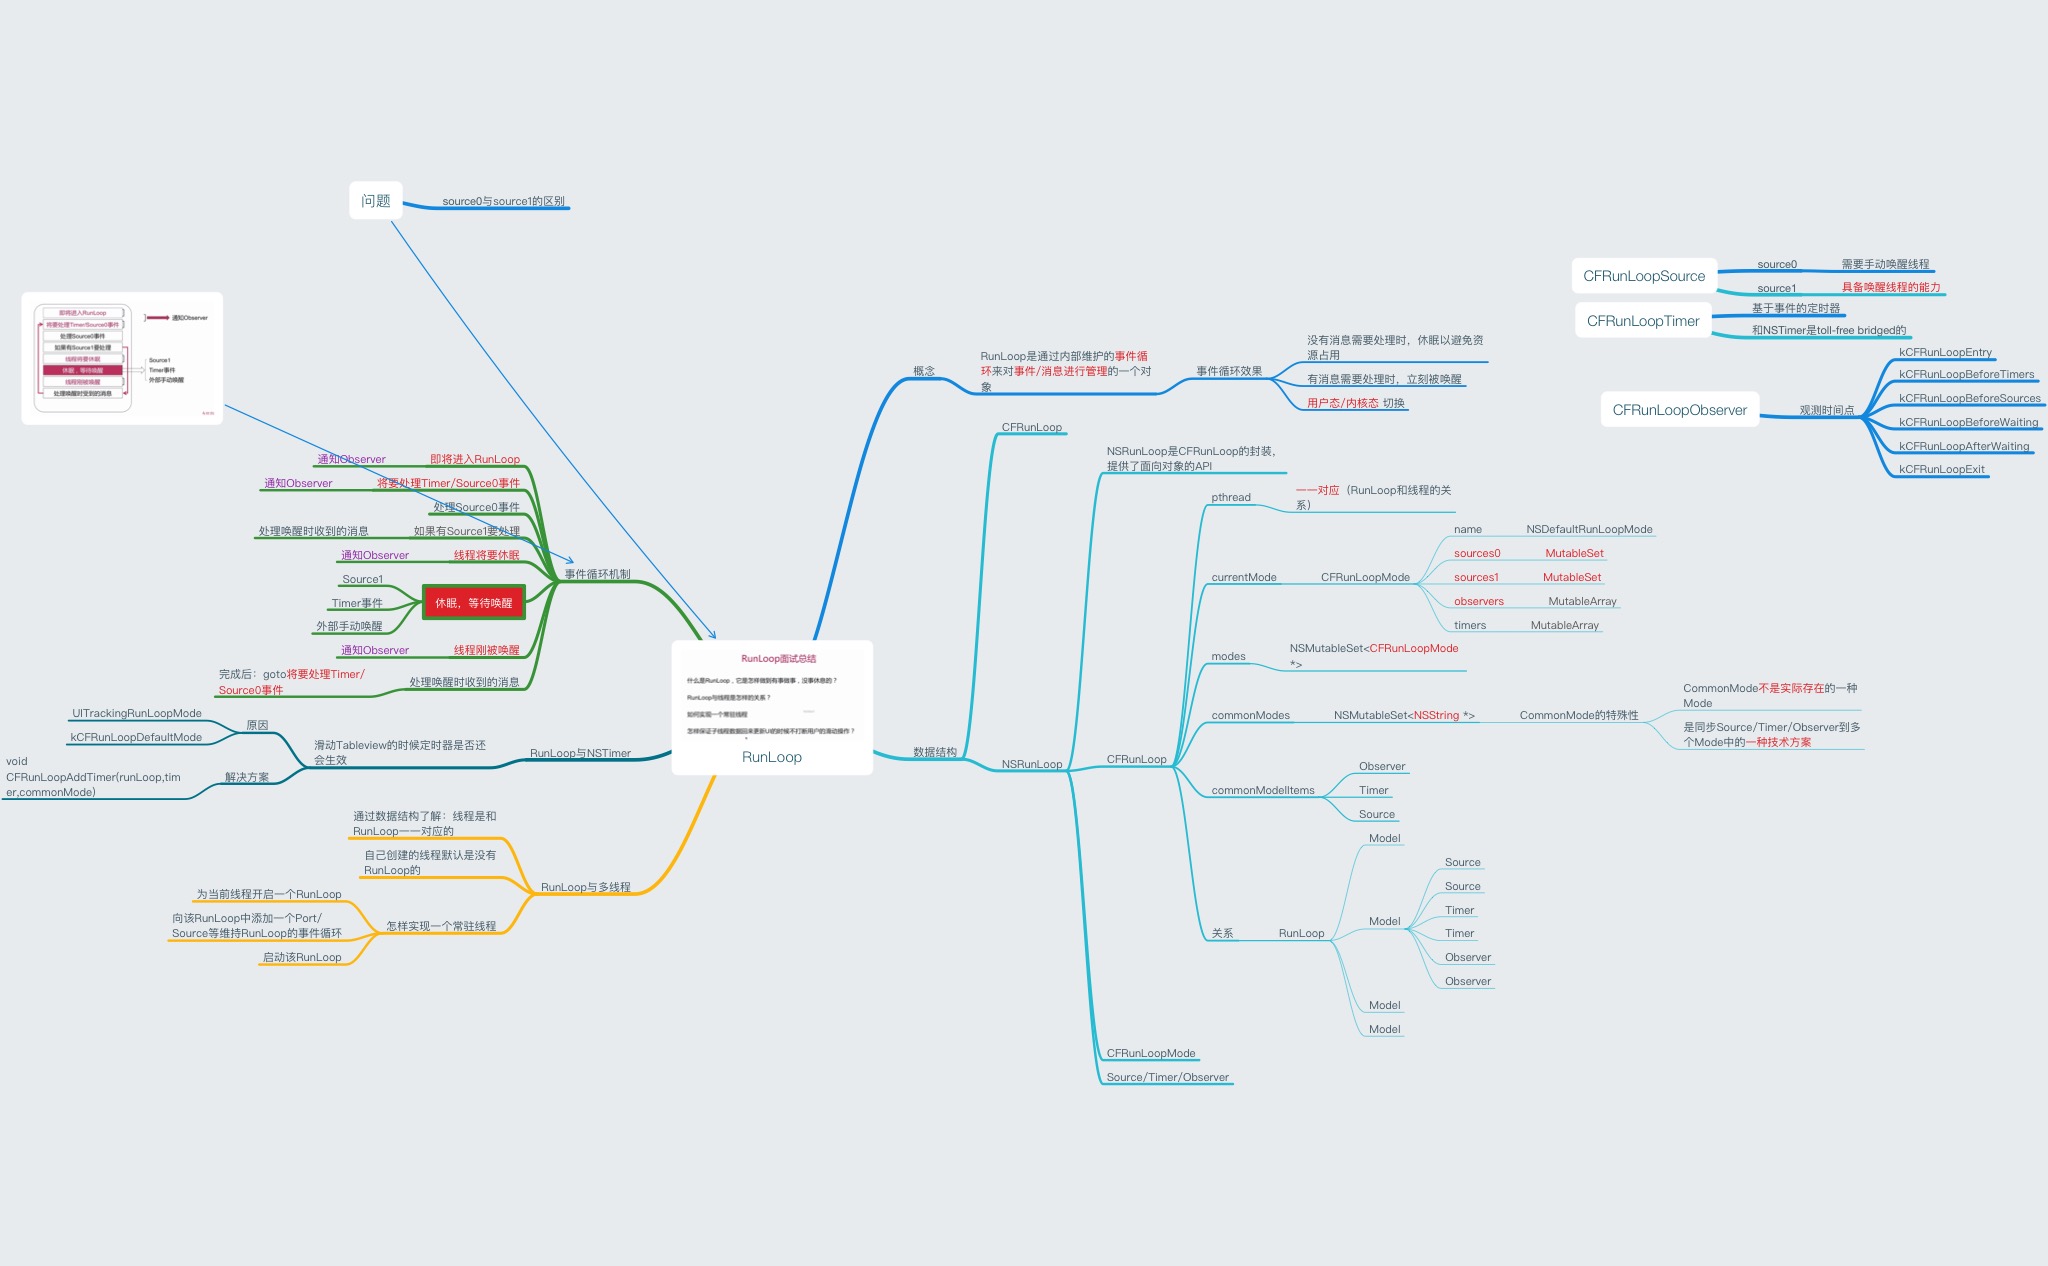 问题
source0与source1的区别
即将进入RunLoop
将要处理Timer/Source0事件
处理Source0事件
如果有Source1要处理
线程将要休眠
休眠，等待唤醒
线程刚被唤醒
处理唤醒时收到的消息
通知Observer
Source1
Timer事件
外部手动唤醒
通知Observer
即将进入RunLoop
通知Observer
将要处理Timer/Source0事件
处理Source0事件
处理唤醒时收到的消息
如果有Source1要处理
通知Observer
线程将要休眠
事件循环机制
Source1
Timer事件
外部手动唤醒
休眠，等待唤醒
通知Observer
线程刚被唤醒
完成后：goto将要处理Timer/
Source0事件
处理唤醒时收到的消息
UITrackingRunLoopMode
kCFRunLoopDefaultMode
原因
void
CFRunLoopAddTimer(runLoop,tim
er,commonMode)
解决方案
滑动Tableview的时候定时器是否还
会生效
RunLoop与NSTimer
通过数据结构了解：线程是和
RunLoop一一对应的
自己创建的线程默认是没有
RunLoop的
为当前线程开启一个RunLoop
向该RunLoop中添加一个Port/
Source等维持RunLoop的事件循环
启动该RunLoop
怎样实现一个常驻线程
RunLoop与多线程
RunLoop面试总结
什么是RunLoop，它是怎样做到有事做事，没事休息的？
RunLoop与线程是怎样的关系？
如何实现一个常驻线程
怎样保证子线程数据回来更新UI的时候不打断用户的滑动操作？
RunLoop
概念
RunLoop是通过内部维护的事件循
环来对事件/消息进行管理的一个对
象
事件循环效果
没有消息需要处理时，休眠以避免资
源占用
有消息需要处理时，立刻被唤醒
用户态/内核态 切换
数据结构
CFRunLoop
NSRunLoop
NSRunLoop是CFRunLoop的封装，
提供了面向对象的API
CFRunLoop
pthread
一一对应（RunLoop和线程的关
系）
currentMode
CFRunLoopMode
name
NSDefaultRunLoopMode
sources0
MutableSet
sources1
MutableSet
observers
MutableArray
timers
MutableArray
modes
NSMutableSet<CFRunLoopMode
*>
commonModes
NSMutableSet<NSString *>
CommonMode的特殊性
CommonMode不是实际存在的一种
Mode
是同步Source/Timer/Observer到多
个Mode中的一种技术方案
commonModelItems
Observer
Timer
Source
关系
RunLoop
Model
Model
Source
Source
Timer
Timer
Observer
Observer
Model
Model
CFRunLoopMode
Source/Timer/Observer
CFRunLoopSource
source0
需要手动唤醒线程
source1
具备唤醒线程的能力
CFRunLoopTimer
基于事件的定时器
和NSTimer是toll-free bridged的
CFRunLoopObserver
观测时间点
kCFRunLoopEntry
kCFRunLoopBeforeTimers
kCFRunLoopBeforeSources
kCFRunLoopBeforeWaiting
kCFRunLoopAfterWaiting
kCFRunLoopExit